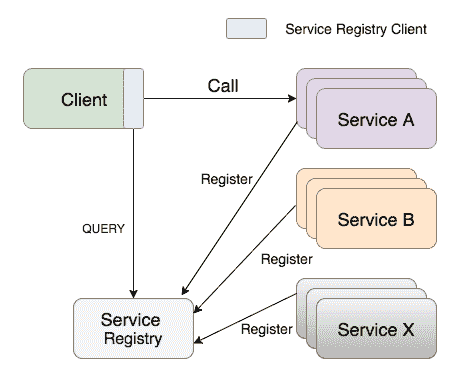 Service Registry Client
Client
Call
Service A
Register
QUERY
Service B
Register
Service
Registry
Register
Service X